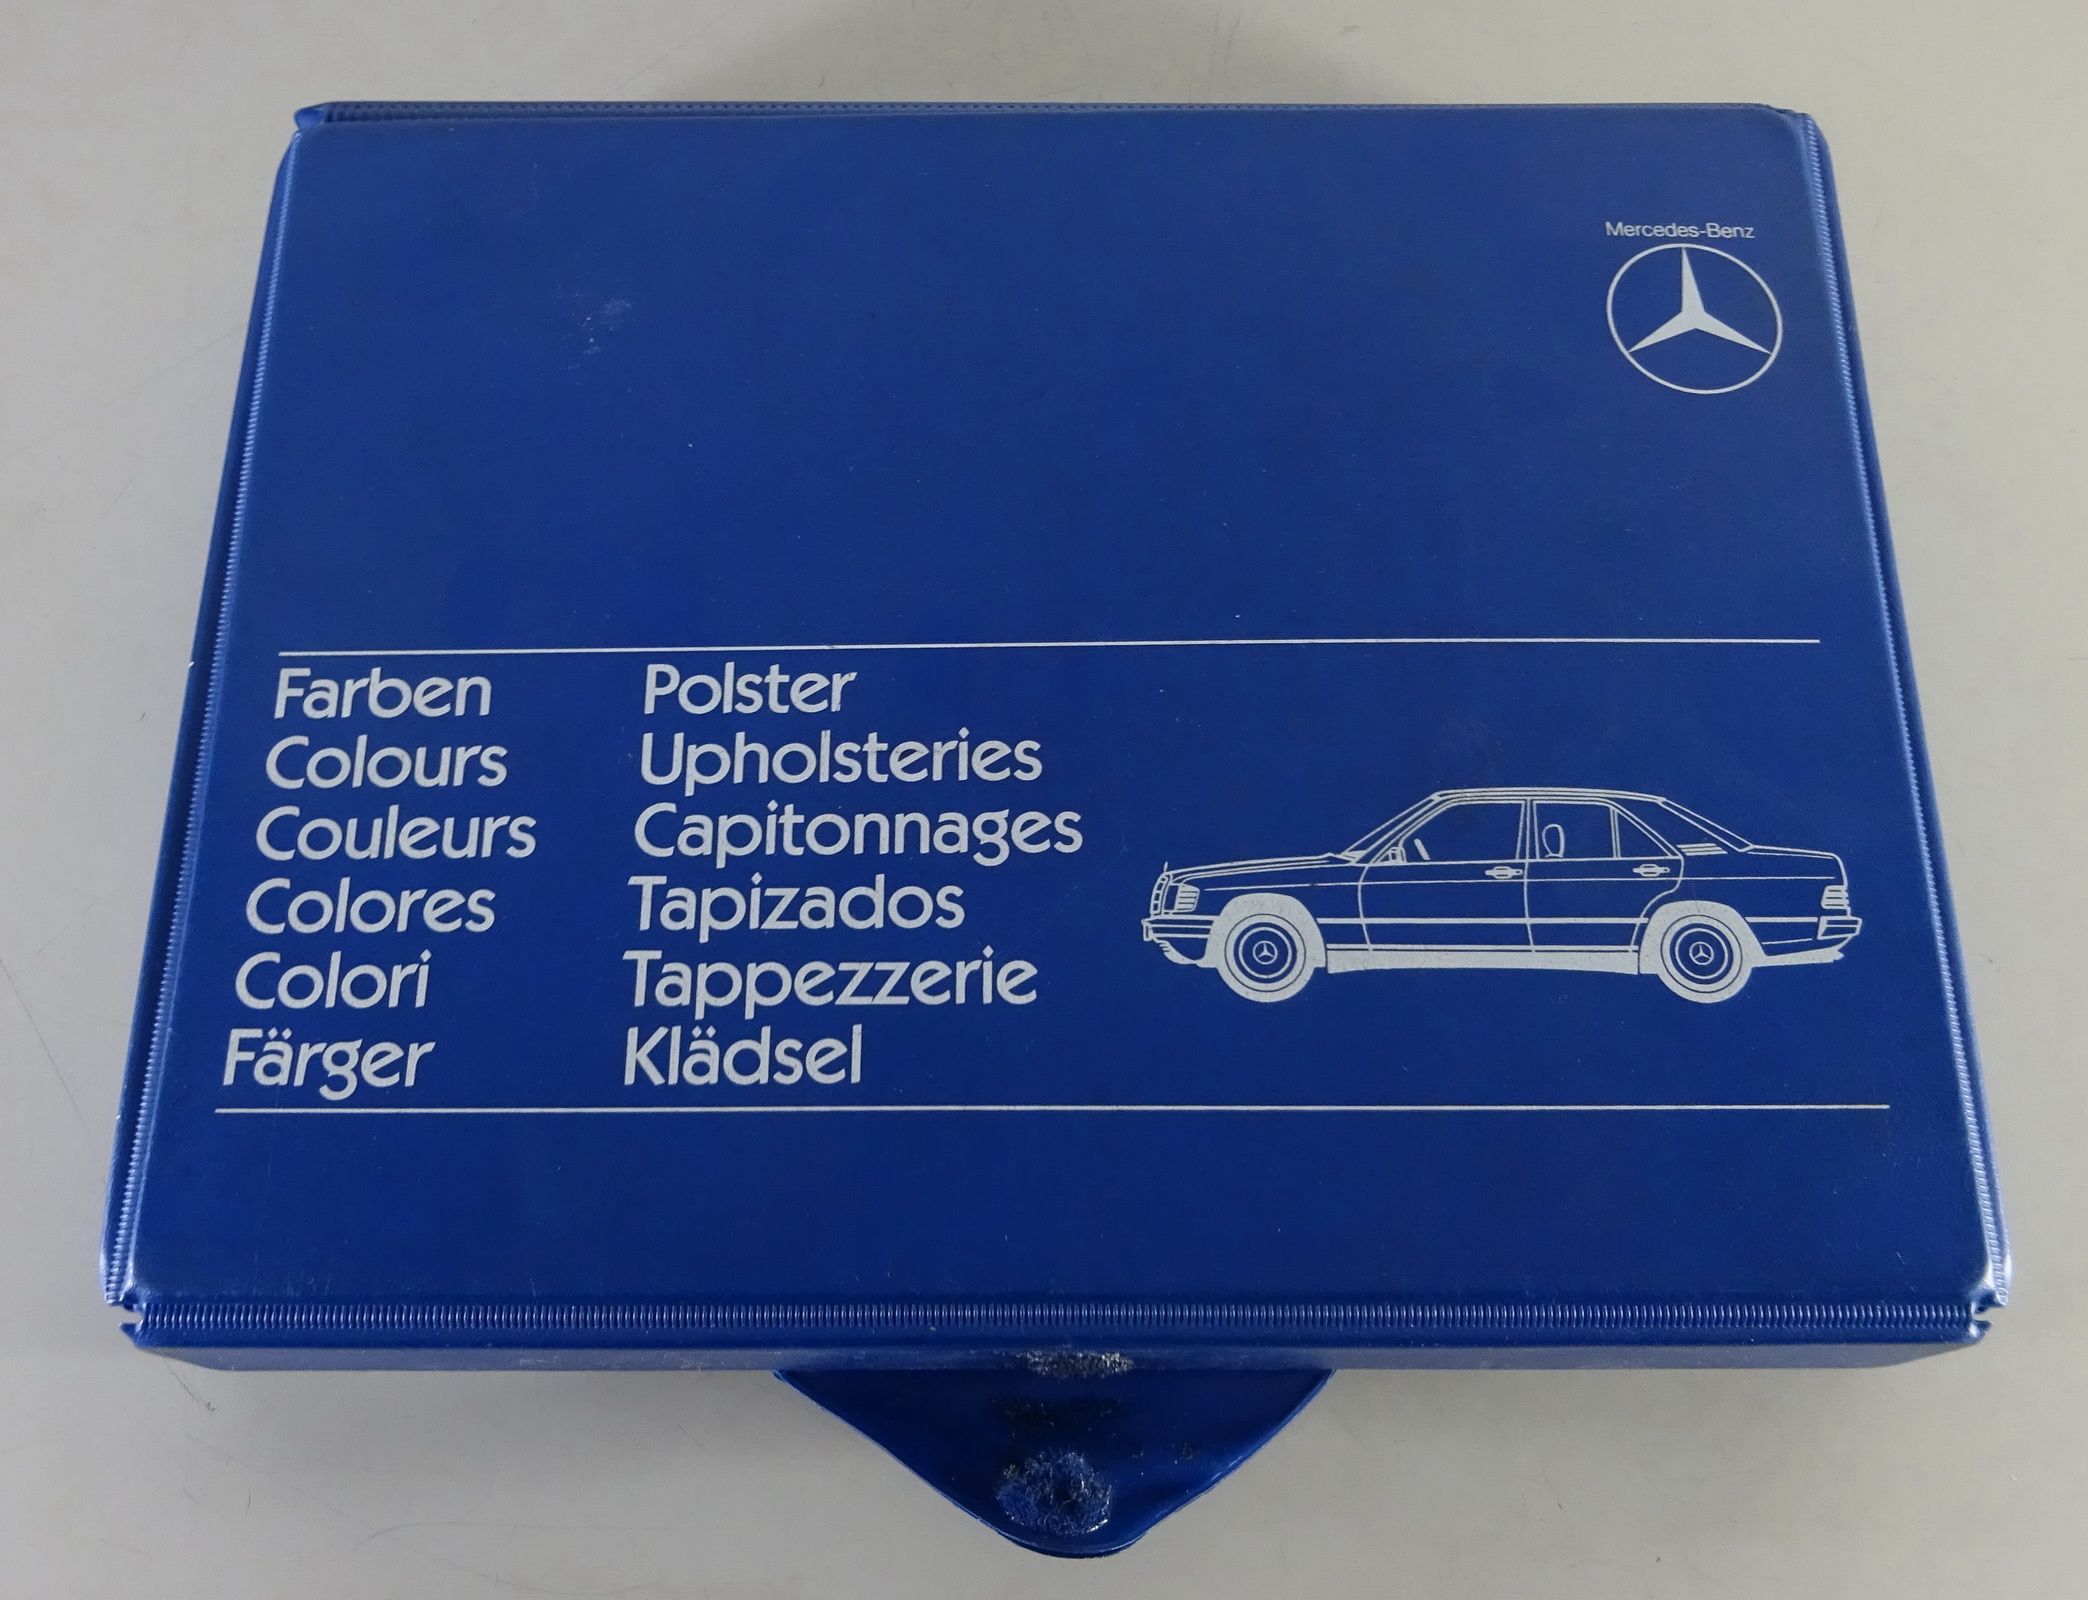 Mercedes-Benz
Farben Polster
Colours Upholsteries
Couleurs Capitonnages
Colores Tapizados
Colori Tappezzerie
Färger Klädsel